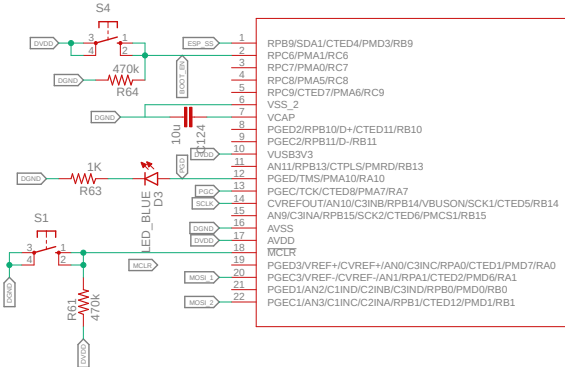 S4
DVDD
3
1
4
2
470k
DGND
R64
BOOT_EN
ESP_SS
DGND
10u
C124
DVDD
1K
DGND
R63
LED_BLUE
D3
PGD
PGC
SCLK
DGND
DVDD
S1
3
1
4
2
DGND
MCLR
R61
470k
DVDD
MOSI_1
MOSI_2
1 RPB9/SDA1/CTED4/PMD3/RB9
2 RPC6/PMA1/RC6
3 RPC7/PMA0/RC7
4 RPC8/PMA5/RC8
5 RPC9/CTED7/PMA6/RC9
6 VSS_2
7 VCAP
8 PGED2/RPB10/D+/CTED11/RB10
9 PGEC2/RPB11/D-/RB11
10 VUSB3V3
11 AN11/RPB13/CTPLS/PMRD/RB13
12 PGED/TMS/PMA10/RA10
13 PGEC/TCK/CTED8/PMA7/RA7
14 CVREFOUT/AN10/C3INB/RPB14/VBUSON/SCK1/CTED5/RB14
15 AN9/C3INA/RPB15/SCK2/CTED6/PMCS1/RB15
16 AVSS
17 AVDD
18 MCLR
19 PGED3/VREF+/CVREF+/AN0/C3INC/RPA0/CTED1/PMD7/RA0
20 PGEC3/VREF-/CVREF-/AN1/RPA1/CTED2/PMD6/RA1
21 PGED1/AN2/C1IND/C2INB/C3IND/RPB0/PMD0/RB0
22 PGEC1/AN3/C1INC/C2INA/RPB1/CTED12/PMD1/RB1